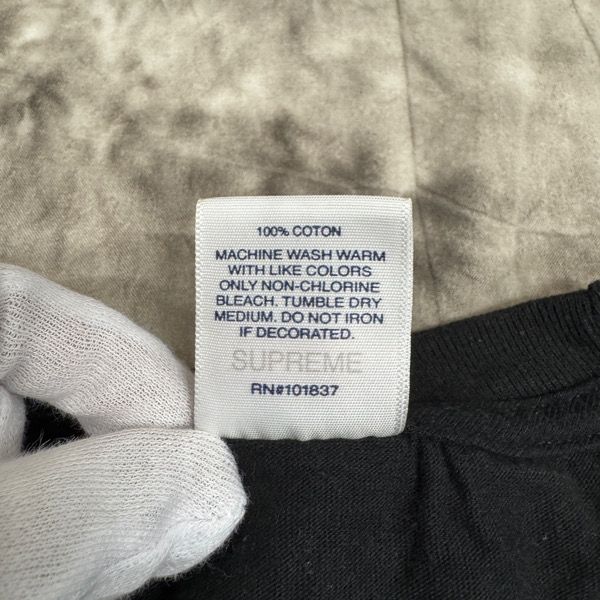 100% COTON
MACHINE WASH WARM
WITH LIKE COLORS
ONLY NON-CHLORINE
BLEACH. TUMBLE DRY
MEDIUM. DO NOT IRON
IF DECORATED.
SUPREME
RN#101837